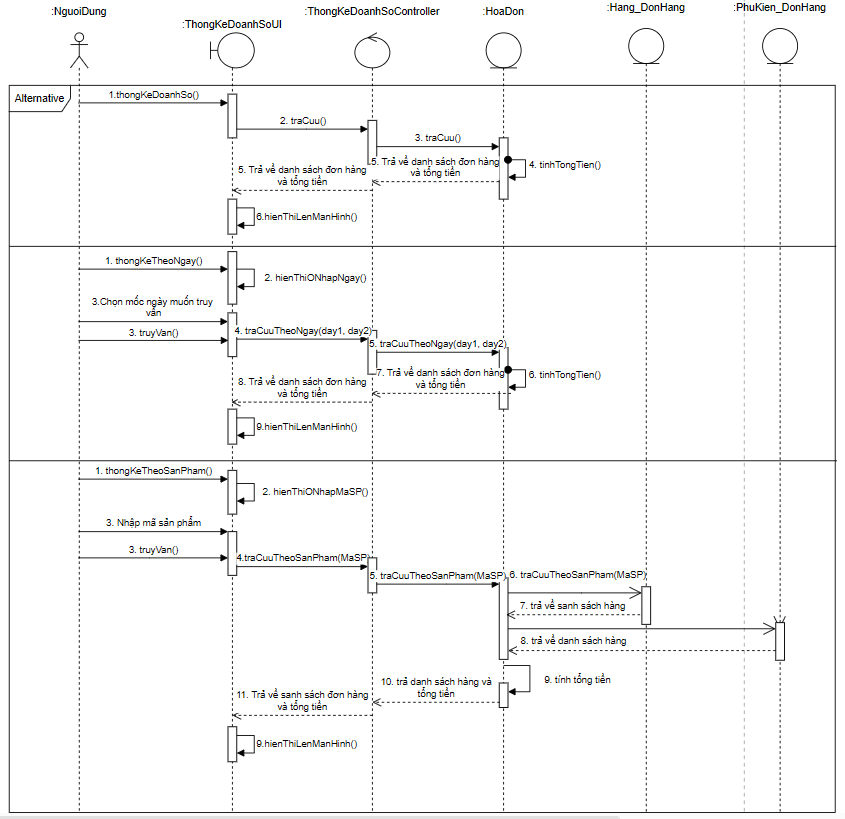 :NguoiDung
:ThongKeDoanhSoUI
:ThongKeDoanhSoController
:HoaDon
:Hang_DonHang
:PhuKien_DonHang
Alternative
1.thongKeDoanhSo()
2. traCuu()
3. traCuu()
4. tinhTongTien()
5. Trả về danh sách đơn hàng
và tổng tiền
5. Trả về danh sách đơn hàng
và tổng tiền
6.hienThiLenManHinh()
1. thongKeTheoNgay()
2. hienThiONhapNgay()
3.Chọn mốc ngày muốn truy
vấn
3. truyVan()
4. traCuuTheoNgay(day1, day2)
5. traCuuTheoNgay(day1, day2)
6. tinhTongTien()
7. Trả về danh sách đơn hàng
và tổng tiền
8. Trả về danh sách đơn hàng
và tổng tiền
9.hienThiLenManHinh()
1. thongKeTheoSanPham()
2. hienThiONhapMaSP()
3. Nhập mã sản phẩm
3. truyVan()
4.traCuuTheoSanPham(MaSP)
5. traCuuTheoSanPham(MaSP)
6. traCuuTheoSanPham(MaSP)
7. trả về sanh sách hàng
8. trả về danh sách hàng
9. tính tổng tiền
10. trả danh sách hàng và
tổng tiền
11. Trả về sanh sách đơn hàng
và tổng tiền
9.hienThiLenManHinh()